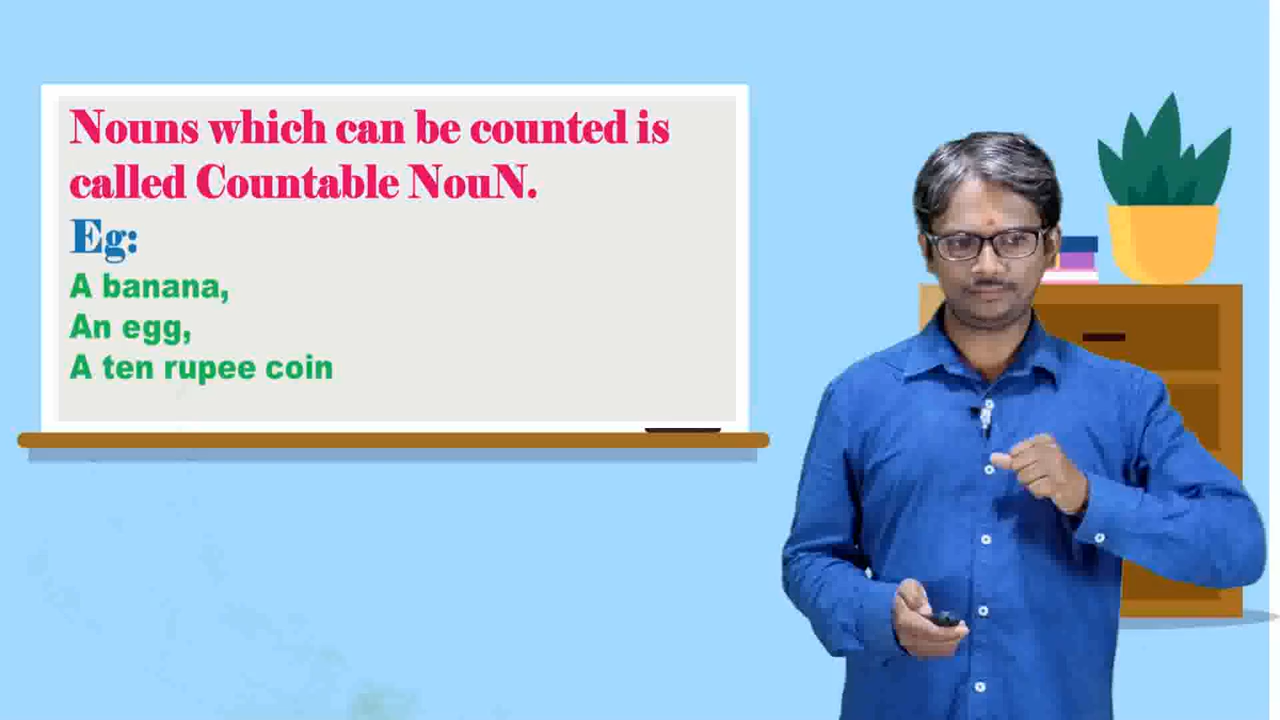 Nouns which can be counted is
called Countable NouN.
Eg:
A banana,
An egg,
A ten rupee coin